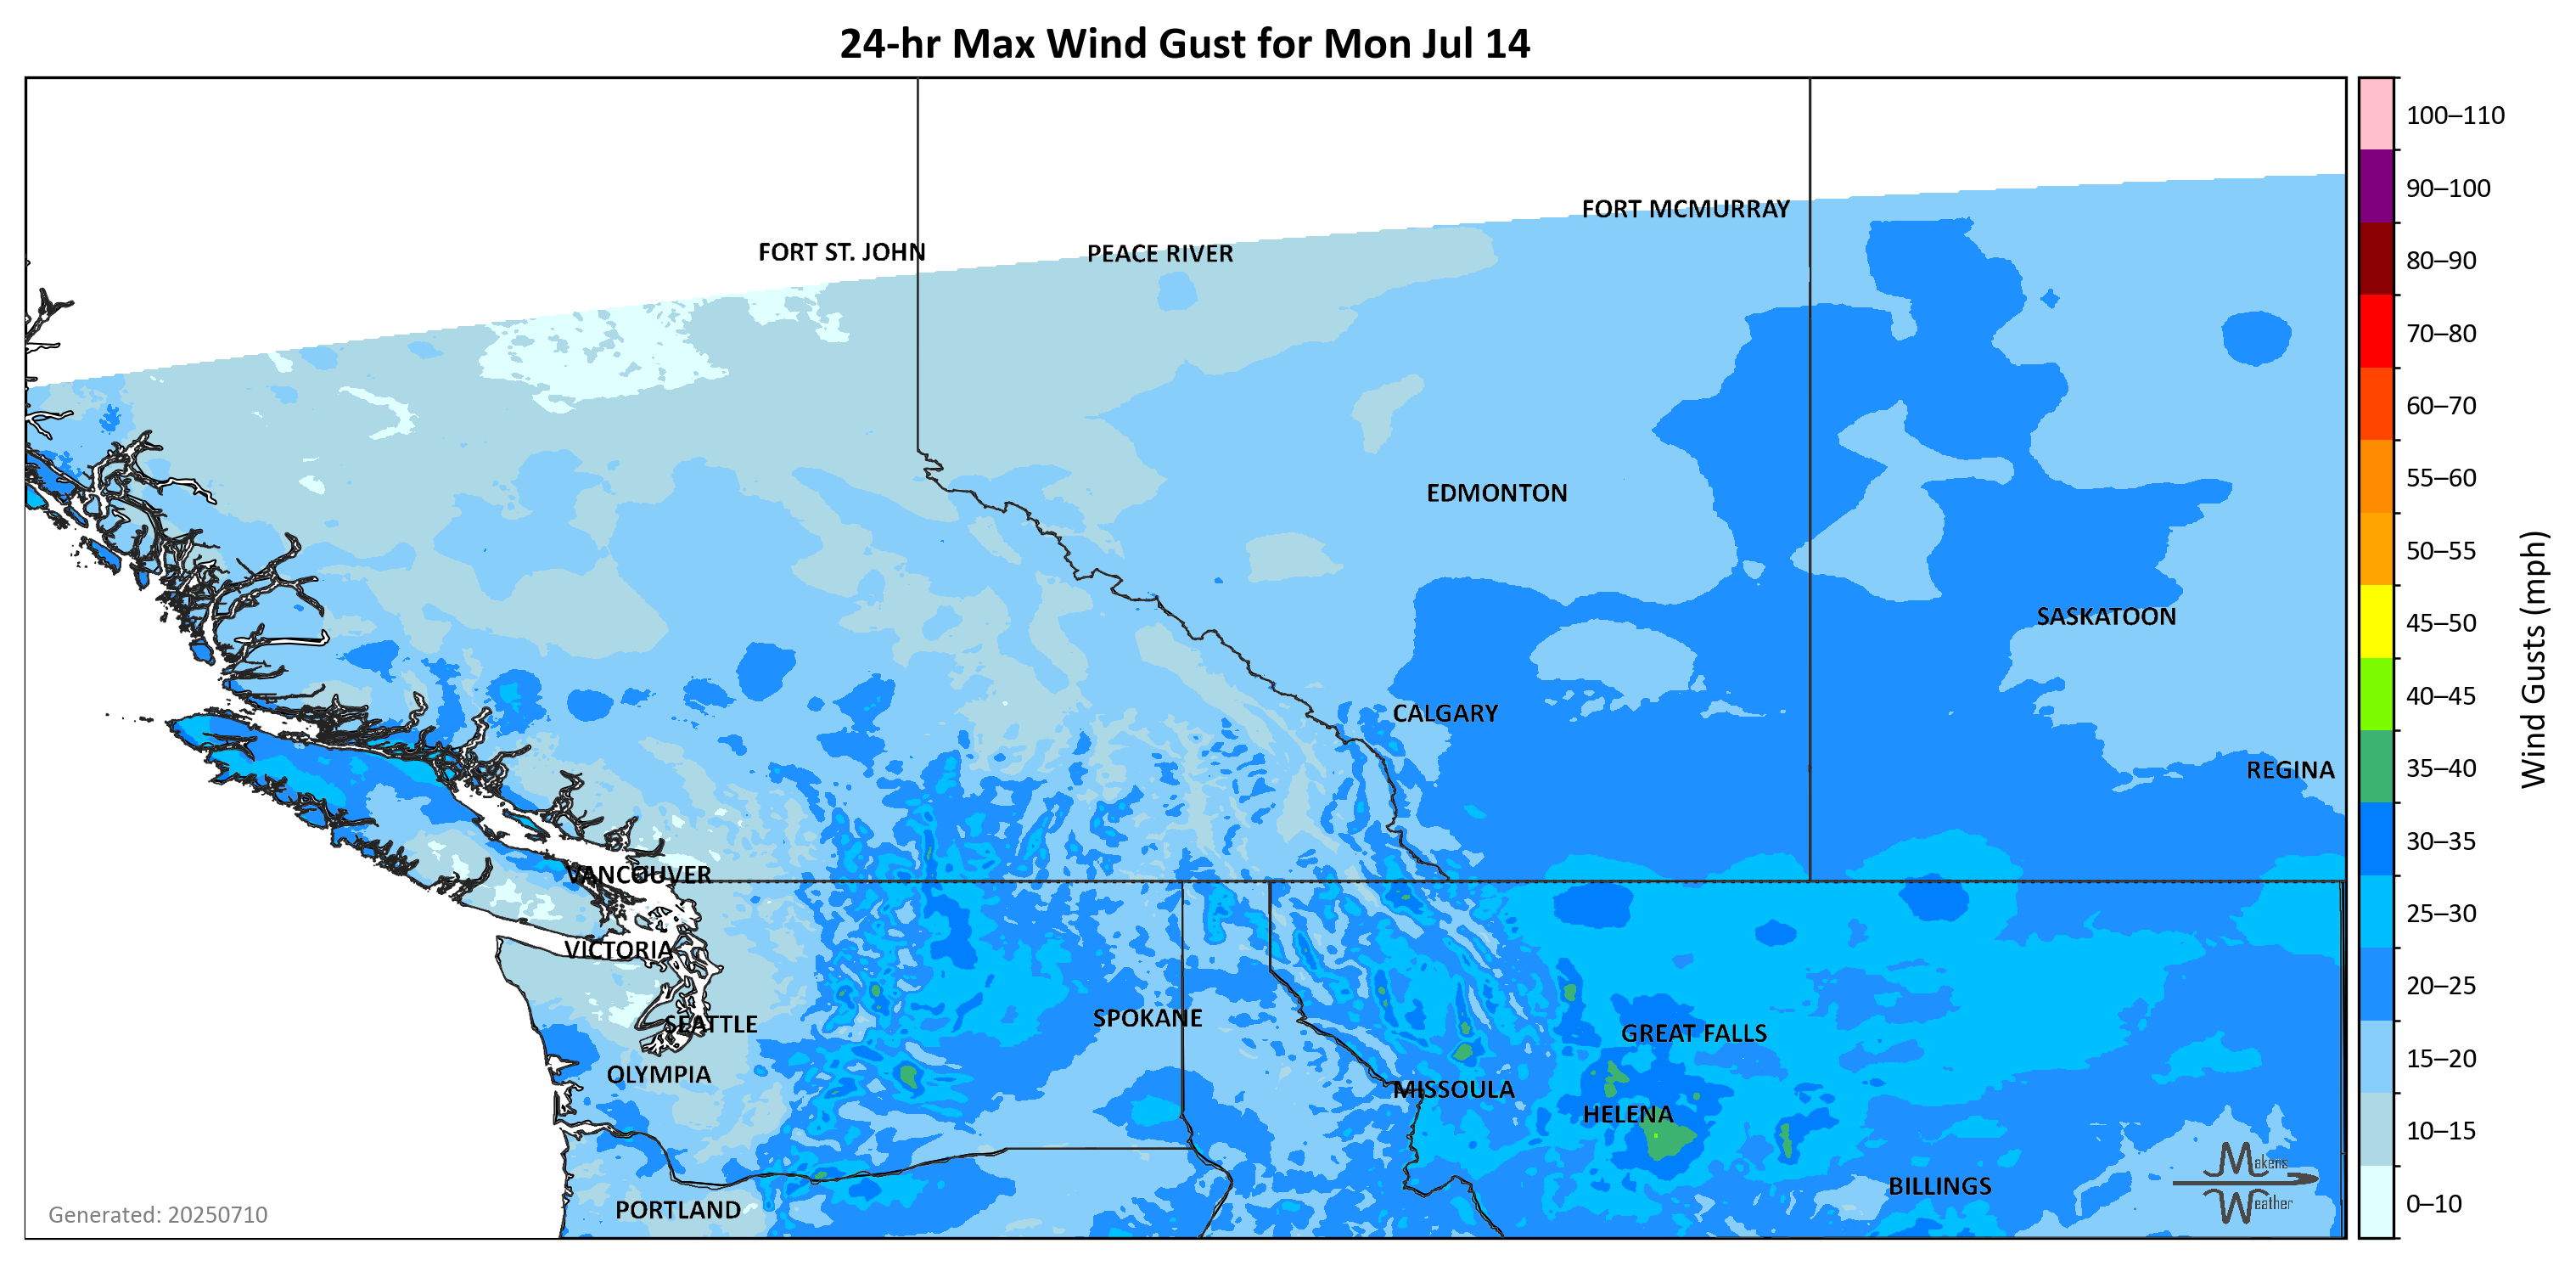 24-hr Max Wind Gust for Mon Jul 14
100–110
90–100
80–90
70–80
60–70
55–60
50–55
45–50
40–45
35–40
30–35
25–30
20–25
15–20
10–15
0–10
Wind Gusts (mph)
FORT MCMURRAY
FORT ST. JOHN
PEACE RIVER
EDMONTON
SASKATOON
CALGARY
REGINA
VANCOUVER
VICTORIA
SPOKANE
SEATTLE
GREAT FALLS
OLYMPIA
MISSOULA
HELENA
BILLINGS
PORTLAND
Makens
Weather
Generated: 20250710